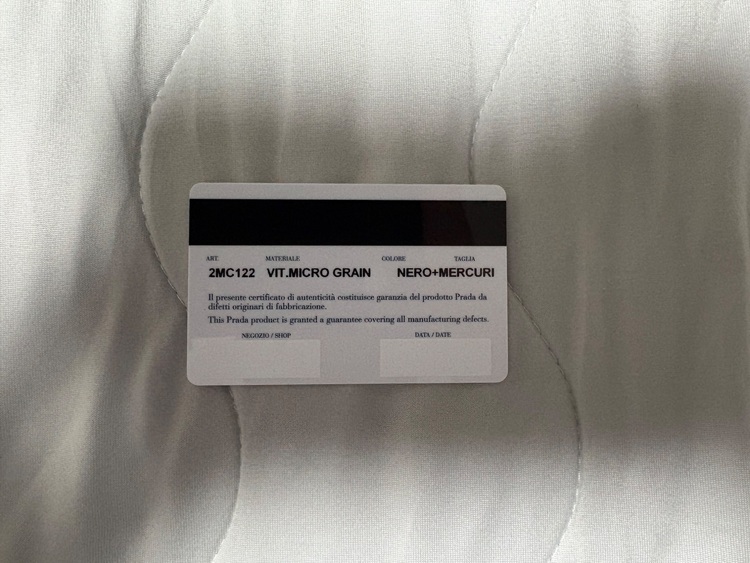 ART. MATERIALE COLORE TAGLIA
2MC122 VIT.MICRO GRAIN NERO+MERCURI
Il presente certificato di autenticità costituisce garanzia del prodotto Prada da
difetti originari di fabbricazione.
This Prada product is granted a guarantee covering all manufacturing defects.
NEGOZIO / SHOP DATA / DATE